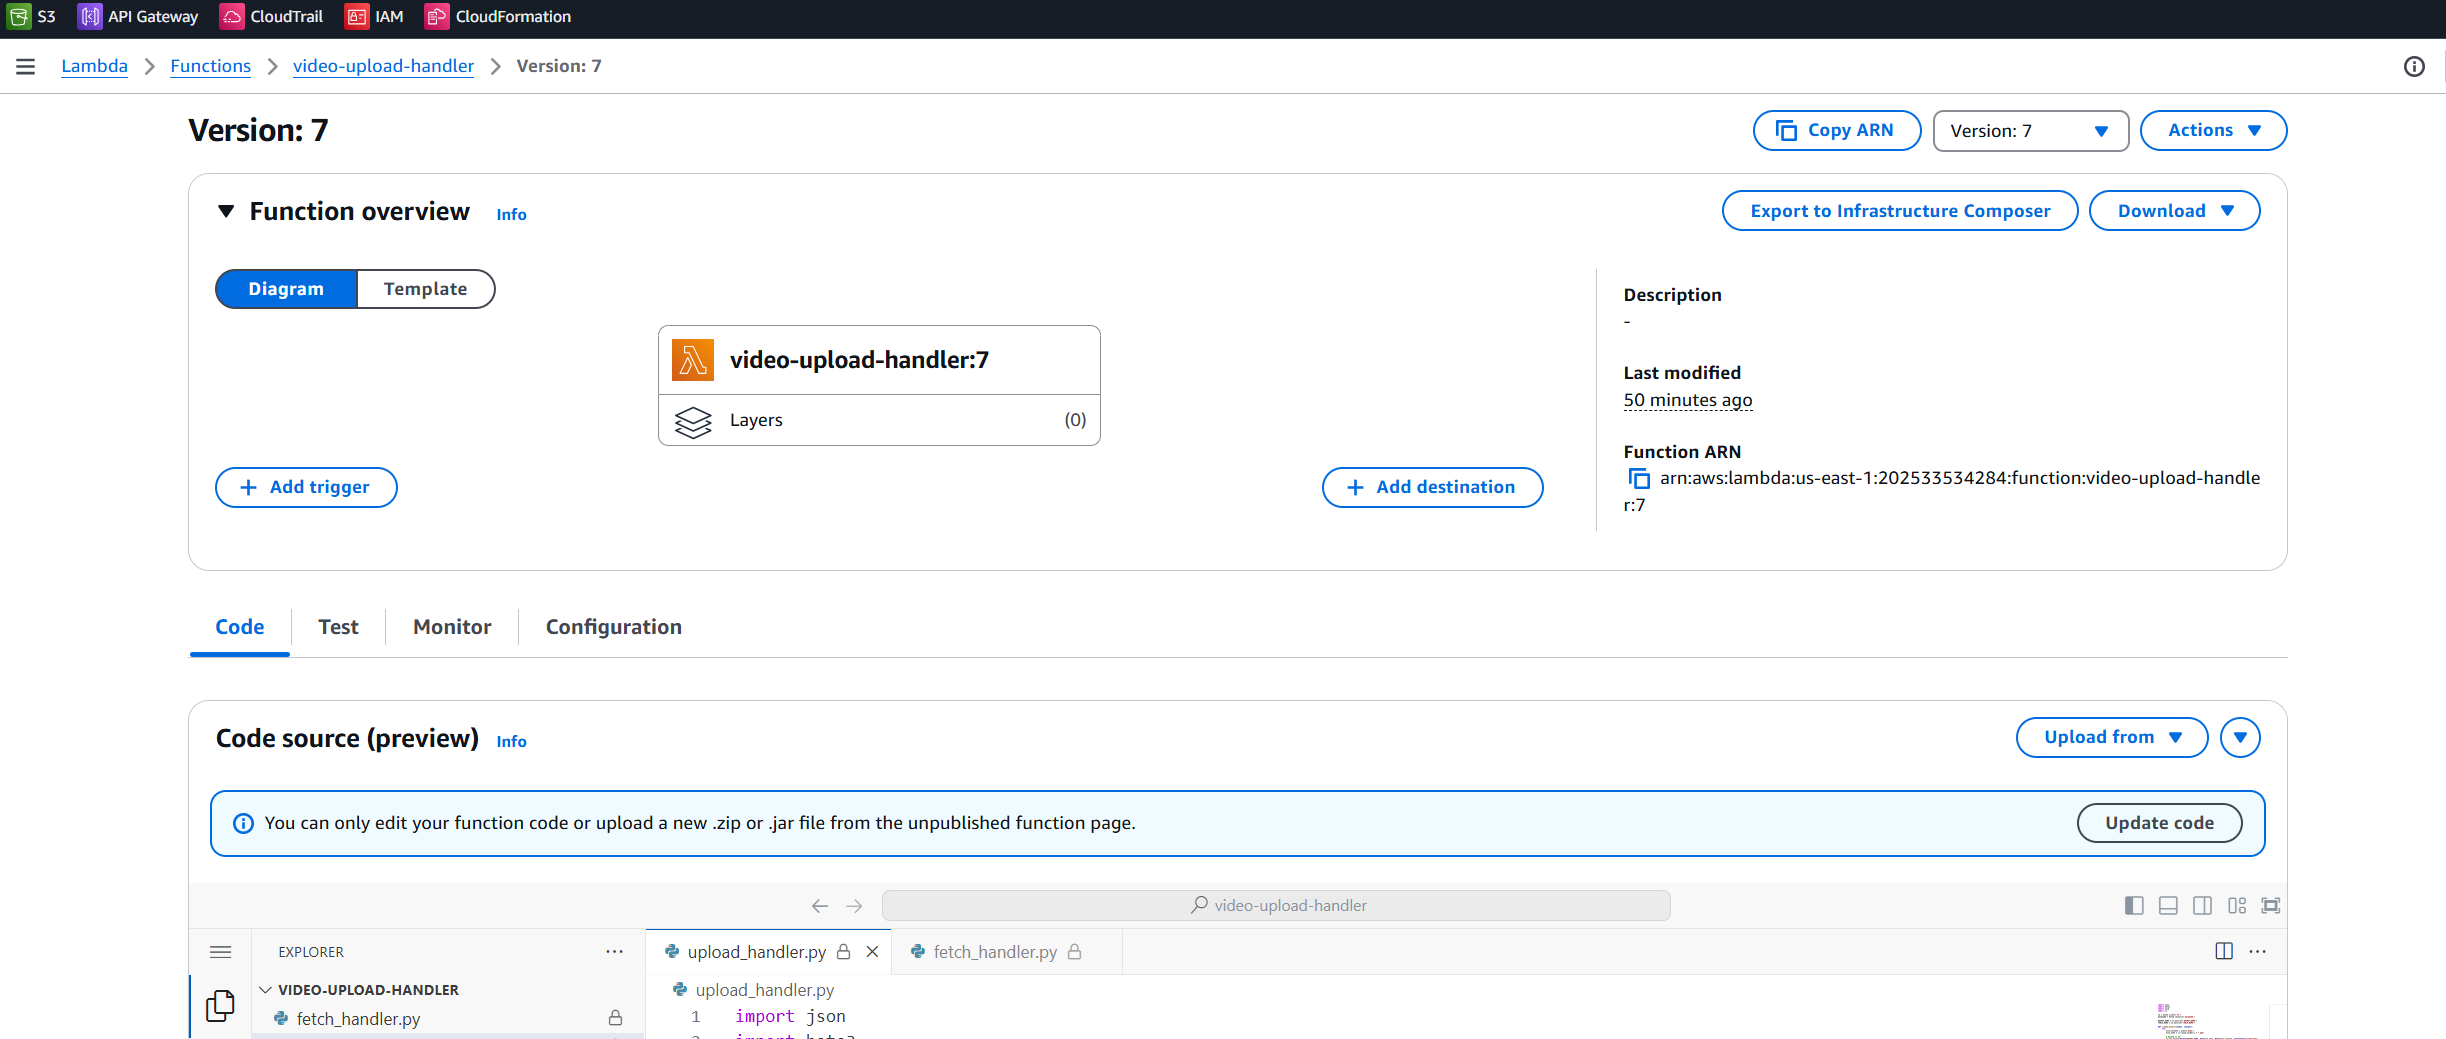 S3 API Gateway CloudTrail IAM CloudFormation
Lambda Functions video-upload-handler Version: 7
Version: 7
Copy ARN Version: 7 Actions
Function overview Info
Export to Infrastructure Composer Download
Diagram Template
video-upload-handler:7
Layers (0)
Add trigger
Add destination
Description
-
Last modified
50 minutes ago
Function ARN
arn:aws:lambda:us-east-1:202533534284:function:video-upload-handle
r:7
Code Test Monitor Configuration
Code source (preview) Info
Upload from
You can only edit your function code or upload a new .zip or .jar file from the unpublished function page.
Update code
video-upload-handler
EXPLORER
upload_handler.py fetch_handler.py
VIDEO-UPLOAD-HANDLER
fetch_handler.py
upload_handler.py
1 import json